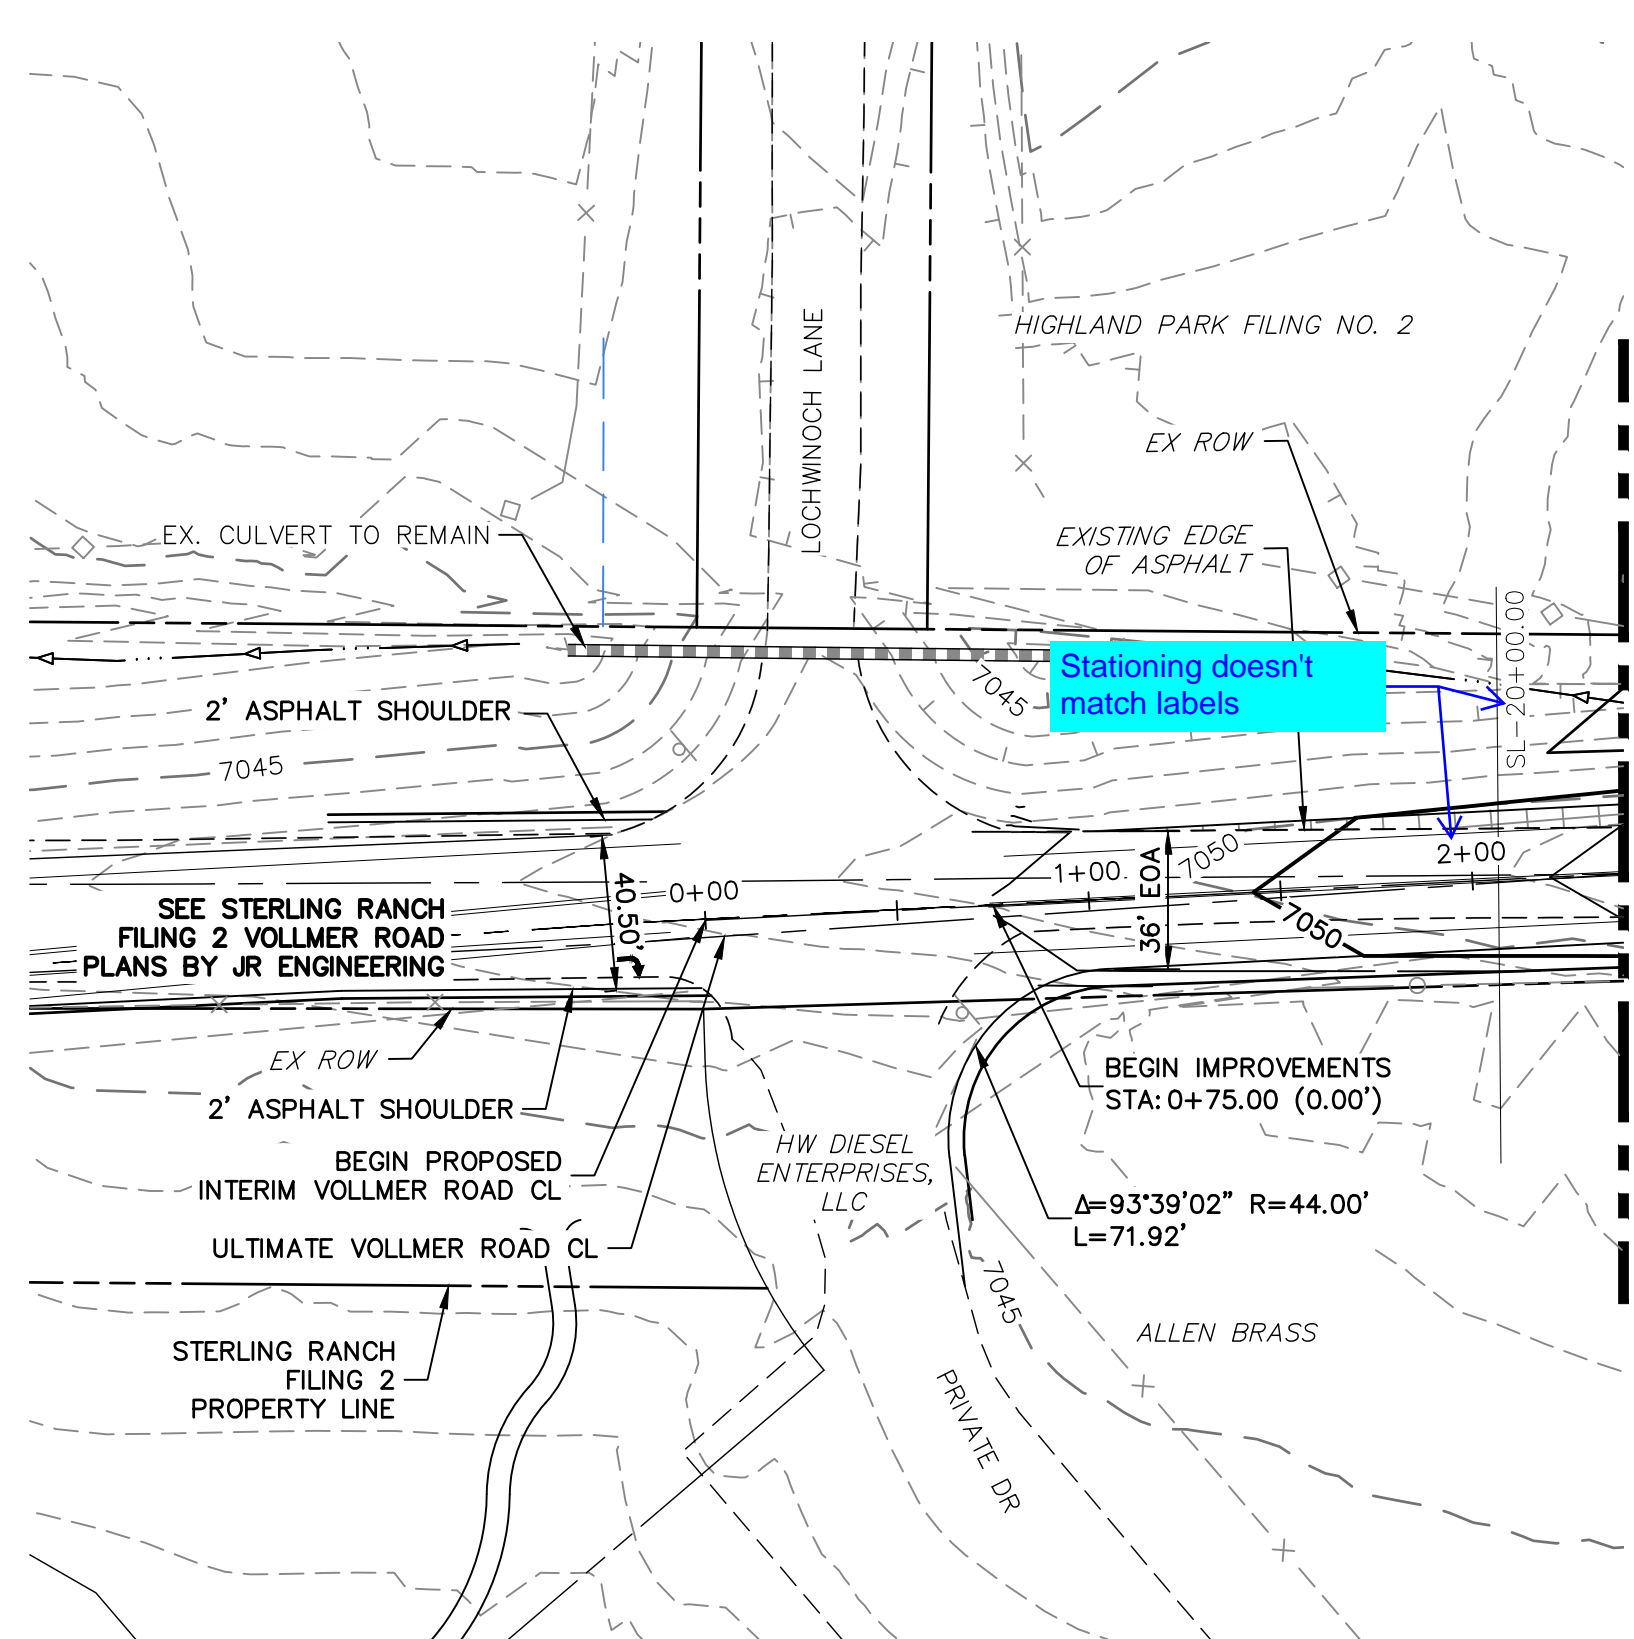 LOCHWINOCH LANE
HIGHLAND PARK FILING NO. 2
EX ROW
EX. CULVERT TO REMAIN
EXISTING EDGE
OF ASPHALT
SL-20+00.00
Stationing doesn't
match labels
7045
2' ASPHALT SHOULDER
7045
7050
2+00
1+00
0+00
36' EOA
40.50'
7050
SEE STERLING RANCH
FILING 2 VOLLMER ROAD
PLANS BY JR ENGINEERING
EX ROW
2' ASPHALT SHOULDER
BEGIN IMPROVEMENTS
STA: 0+75.00 (0.00')
BEGIN PROPOSED
INTERIM VOLLMER ROAD CL
HW DIESEL
ENTERPRISES,
LLC
Δ=93°39'02" R=44.00'
L=71.92'
ULTIMATE VOLLMER ROAD CL
7045
ALLEN BRASS
STERLING RANCH
FILING 2
PROPERTY LINE
PRIVATE DR